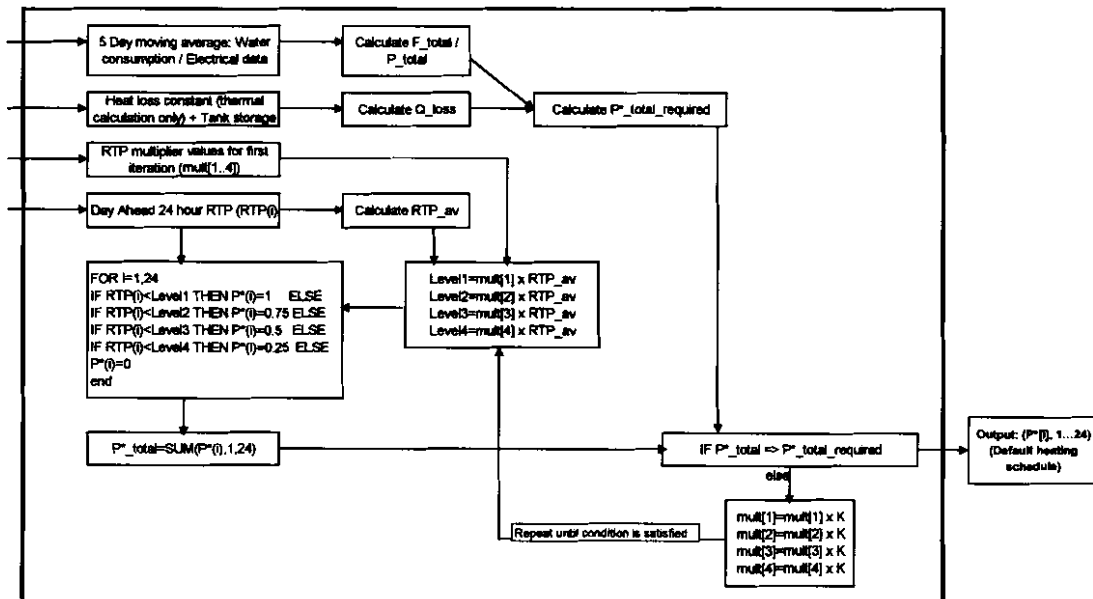 5 Day moving average: Water
consumption / Electrical data
Calculate F_total /
P_total
Heat loss constant (thermal
calculation only) + Tank storage
Calculate Q_loss
Calculate P*_total_required
RTP multiplier values for first
iteration (mult[1..4])
Day Ahead 24 hour RTP (RTP(i)
Calculate RTP_av
FOR i=1,24
IF RTP(i)<Level1 THEN P*(i)=1 ELSE
IF RTP(i)<Level2 THEN P*(i)=0.75 ELSE
IF RTP(i)<Level3 THEN P*(i)=0.5 ELSE
IF RTP(i)<Level4 THEN P*(i)=0.25 ELSE
P*(i)=0
end
Level1=mult[1] x RTP_av
Level2=mult[2] x RTP_av
Level3=mult[3] x RTP_av
Level4=mult[4] x RTP_av
P*_total=SUM(P*(i),1,24)
IF P*_total => P*_total_required
Output: (P*[i], 1...24)
(Default heating
schedule)
else
Repeat until condition is satisfied
mult[1]=mult[1] x K
mult[2]=mult[2] x K
mult[3]=mult[3] x K
mult[4]=mult[4] x K